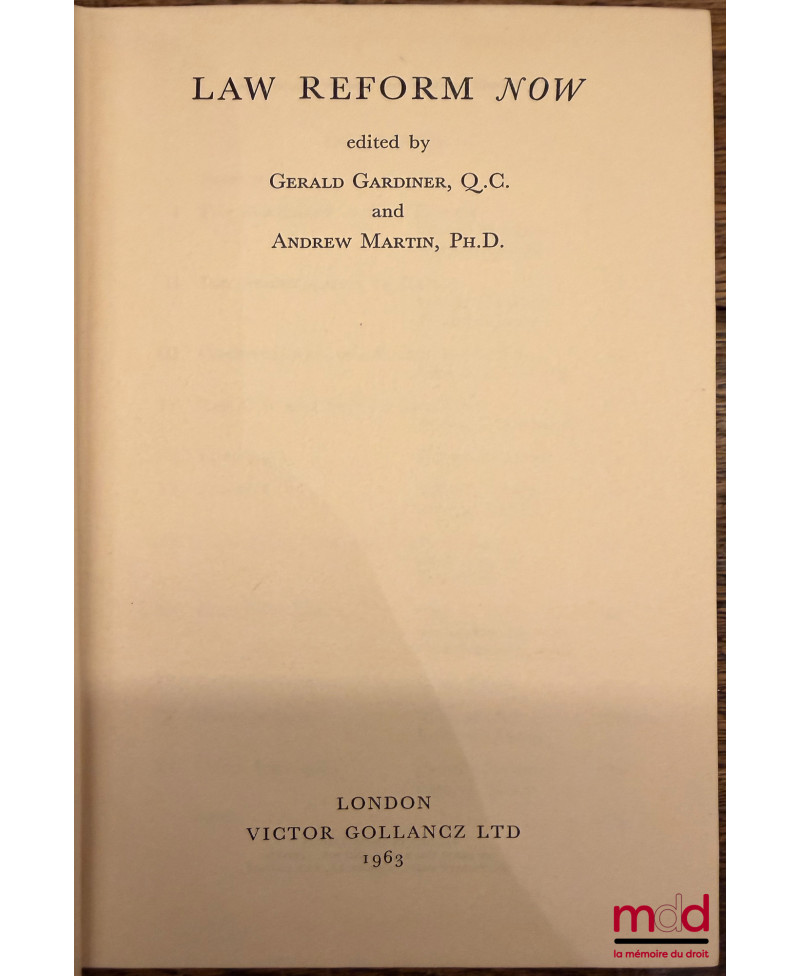 LAW REFORM NOW
edited by
GERALD GARDINER, Q.C.
and
ANDREW MARTIN, PH.D.
LONDON
VICTOR GOLLANCZ LTD
1963
mdd
la mémoire du droit